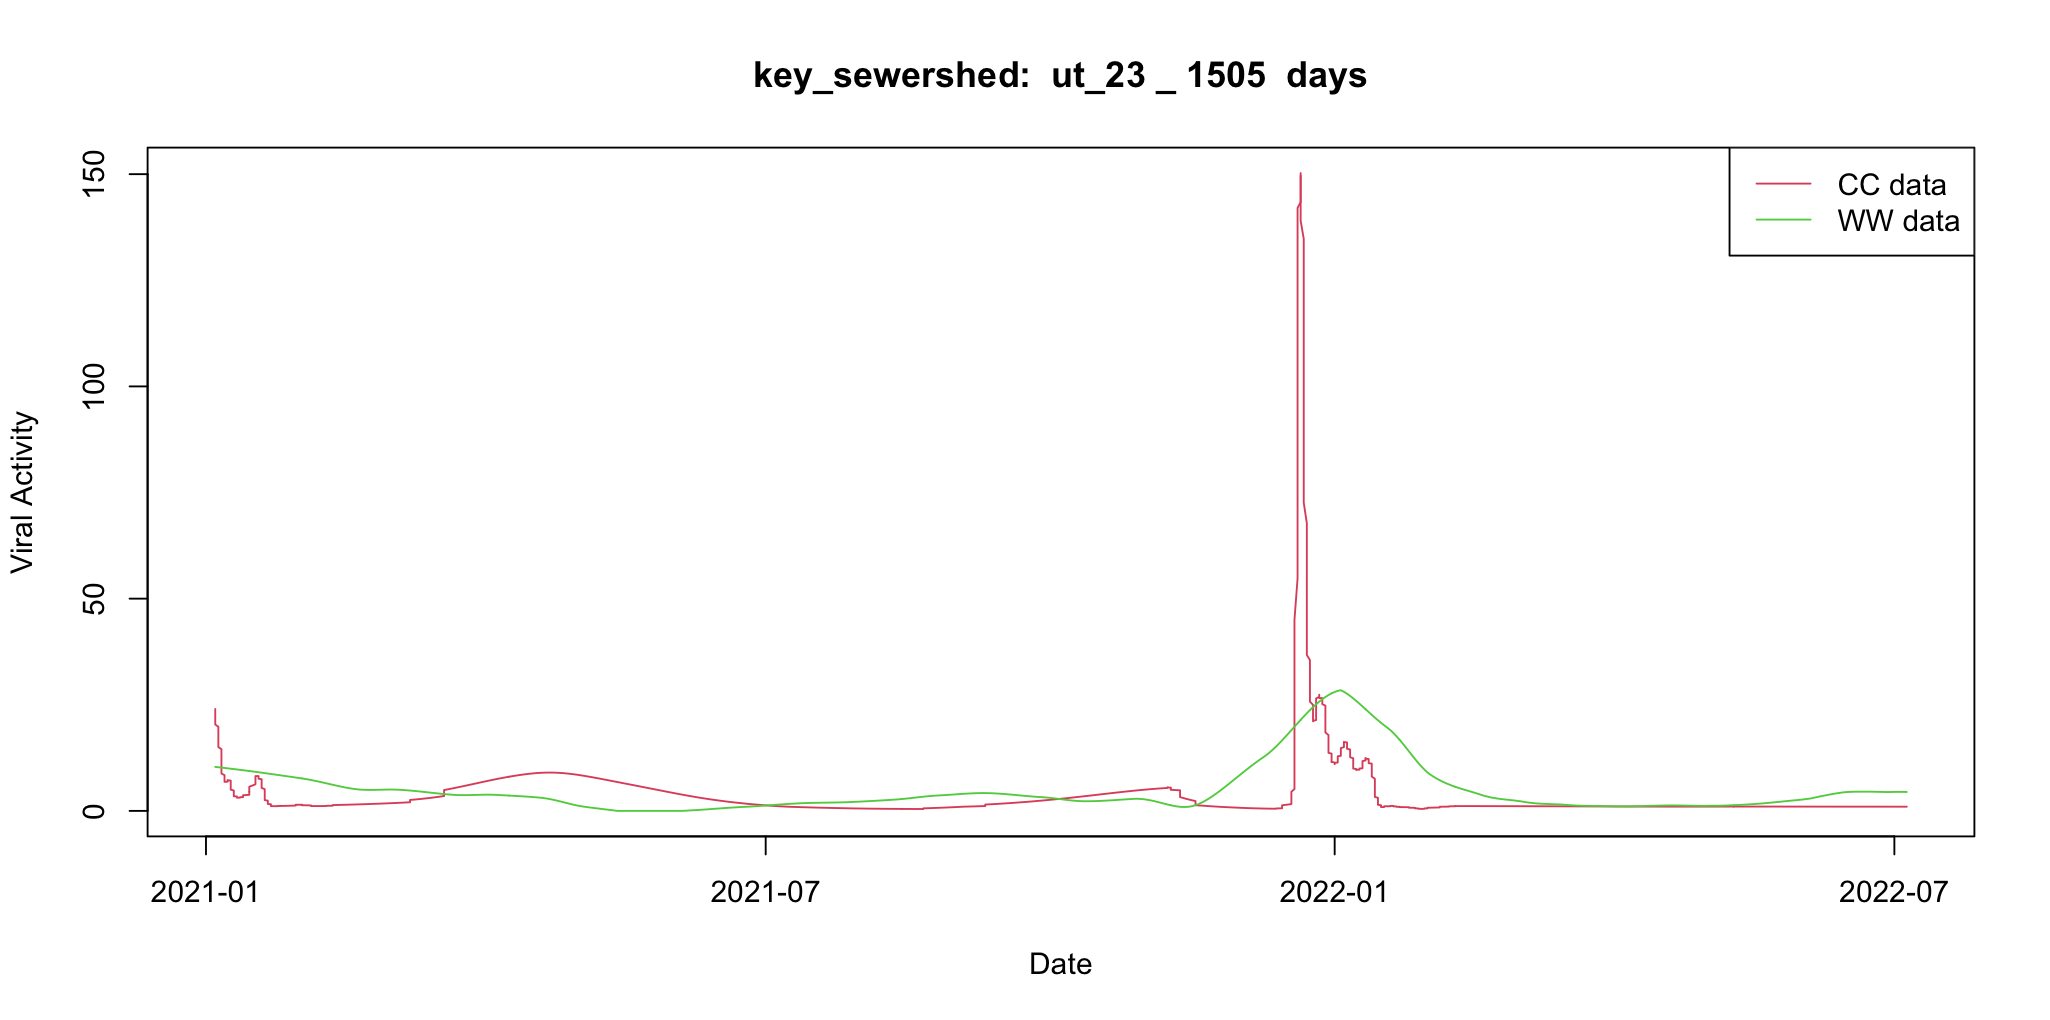 key_sewershed:  ut_23 _ 1505  days
CC data
WW data
Viral Activity
150
100
50
0
2021-01
2021-07
2022-01
2022-07
Date